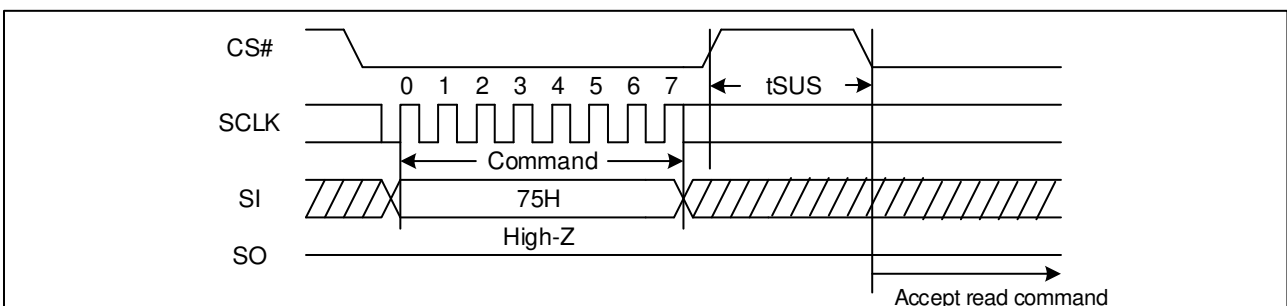 CS#
tSUS
0 1 2 3 4 5 6 7
SCLK
Command
SI
75H
High-Z
SO
Accept read command